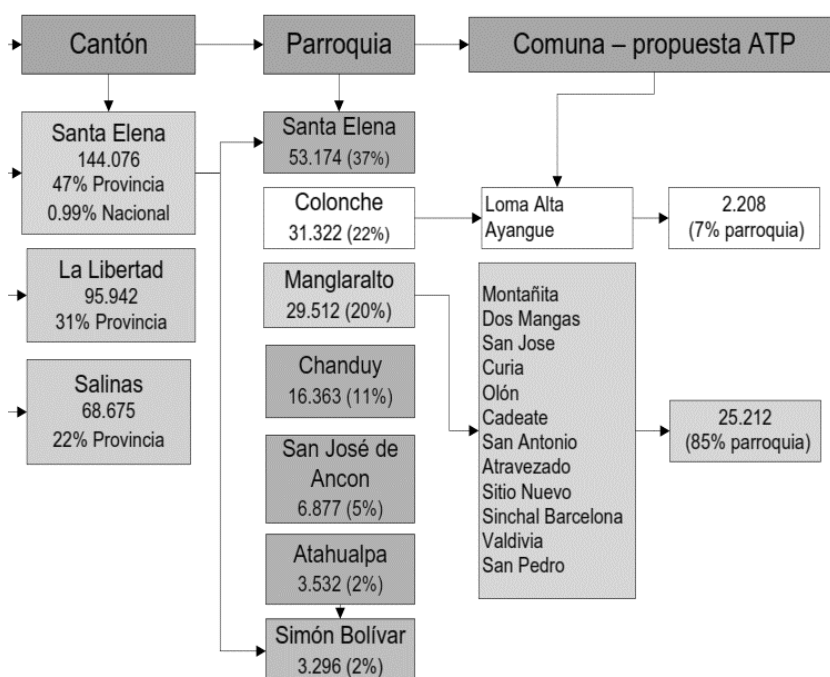 Cantón
Parroquia
Comuna – propuesta ATP
Santa Elena
144.076
47% Provincia
0.99% Nacional
La Libertad
95.942
31% Provincia
Salinas
68.675
22% Provincia
Santa Elena
53.174 (37%)
Colonche
31.322 (22%)
Manglaralto
29.512 (20%)
Chanduy
16.363 (11%)
San José de
Ancon
6.877 (5%)
Atahualpa
3.532 (2%)
Simón Bolívar
3.296 (2%)
Loma Alta
Ayangue
2.208
(7% parroquia)
Montañita
Dos Mangas
San Jose
Curia
Olón
Cadeate
San Antonio
Atravezado
Sitio Nuevo
Sinchal Barcelona
Valdivia
San Pedro
25.212
(85% parroquia)